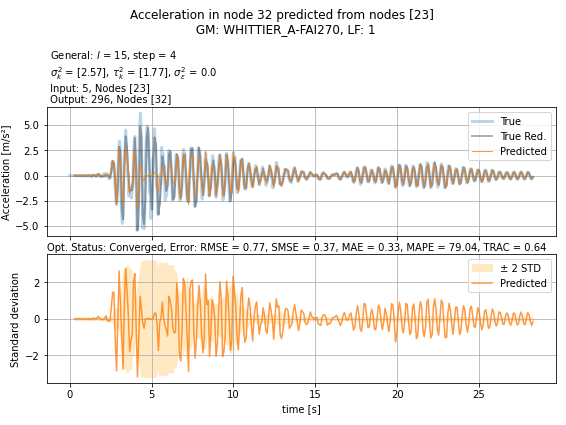 Acceleration in node 32 predicted from nodes [23]
GM: WHITTIER_A-FAI270, LF: 1
General: l = 15, step = 4
σ²ₖ = [2.57], τ²ₖ = [1.77], σ²ε = 0.0
Input: 5, Nodes [23]
Output: 296, Nodes [32]
Acceleration [m/s²]
5.0
2.5
0.0
−2.5
−5.0
True
True Red.
Predicted
Opt. Status: Converged, Error: RMSE = 0.77, SMSE = 0.37, MAE = 0.33, MAPE = 79.04, TRAC = 0.64
Standard deviation
2
0
−2
± 2 STD
Predicted
0 5 10 15 20 25
time [s]